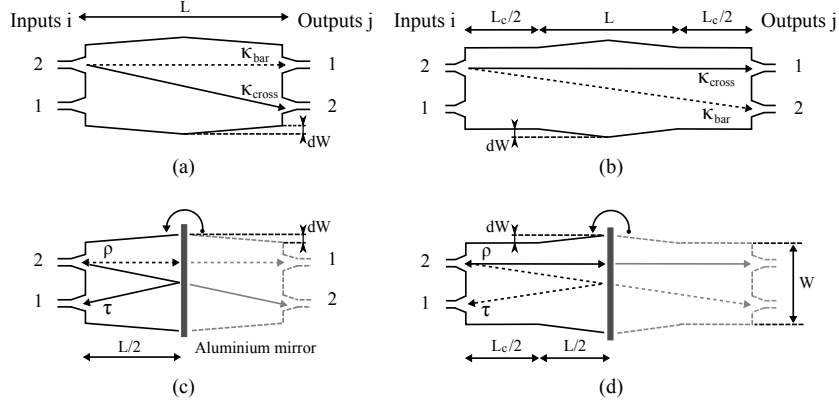 L
Inputs i
Outputs j
2
κbar
1
1
κcross
2
dW
(a)
Lc/2
L
Lc/2
Inputs i
Outputs j
2
κcross
1
1
κbar
2
dW
(b)
dW
2
ρ
1
1
τ
2
L/2
Aluminium mirror
(c)
dW
2
ρ
1
W
1
τ
2
Lc/2
L/2
(d)